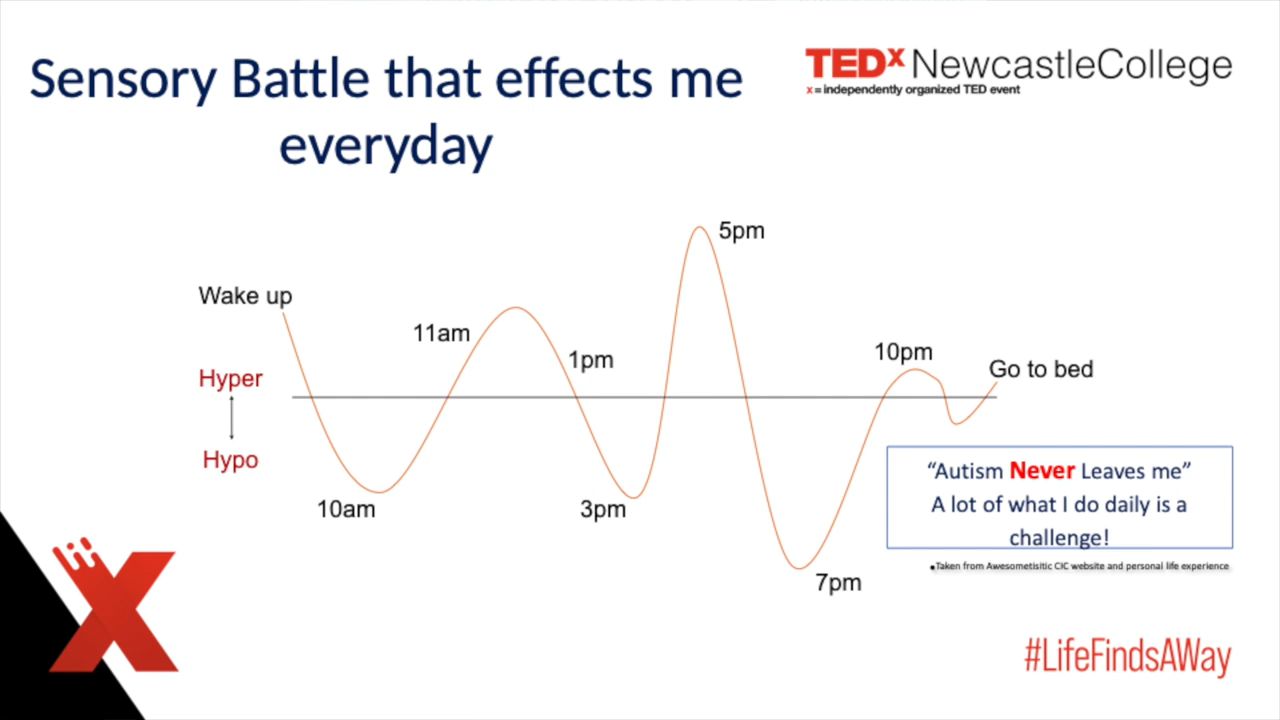 Sensory Battle that effects me
everyday
TEDx NewcastleCollege
x = independently organized TED event
5pm
Wake up
11am
1pm
10pm
Go to bed
Hyper
Hypo
10am
3pm
7pm
“Autism Never Leaves me”
A lot of what I do daily is a
challenge!
•Taken from Awesometisitic CIC website and personal life experience
X
#LifeFindsAWay